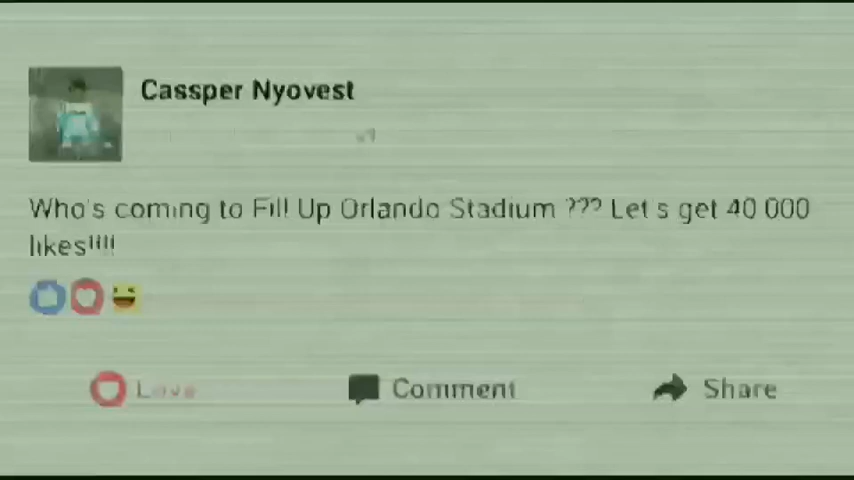 Cassper Nyovest
Who's coming to Fill Up Orlando Stadium ??? Let s get 40 000
likes!!!!
Love
Comment
Share